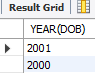 Result Grid
YEAR(DOB)
2001
2000